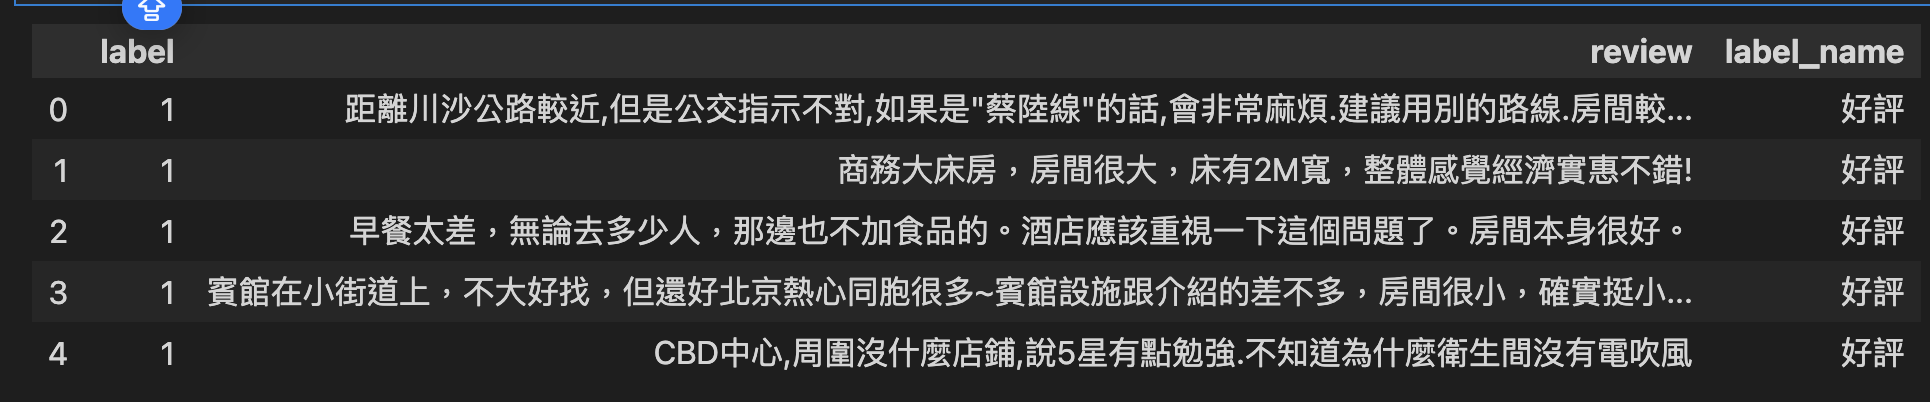 label review label_name
0 1 距離川沙公路較近,但是公交指示不對,如果是"蔡陸線"的話,會非常麻煩.建議用別的路線.房間較...  好評
1 1 商務大床房，房間很大，床有2M寬，整體感覺經濟實惠不錯! 好評
2 1 早餐太差，無論去多少人，那邊也不加食品的。酒店應該重視一下這個問題了。房間本身很好。 好評
3 1 賓館在小街道上，不大好找，但還好北京熱心同胞很多~賓館設施跟介紹的差不多，房間很小，確實挺小... 好評
4 1 CBD中心,周圍沒什麼店鋪,說5星有點勉強.不知道為什麼衛生間沒有電吹風 好評